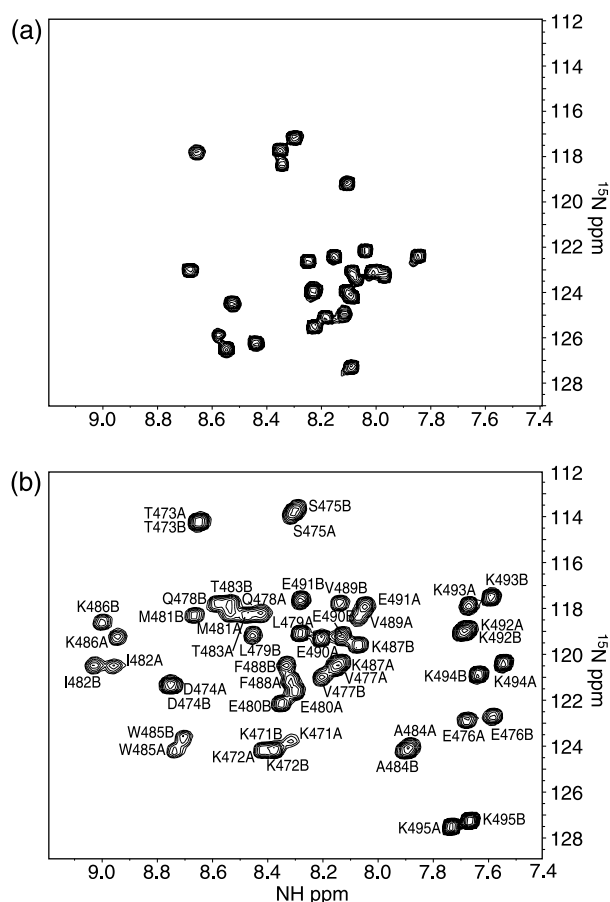 (a)
112
114
116
118
120
122
124
126
128
15N ppm
9.0 8.8 8.6 8.4 8.2 8.0 7.8 7.6 7.4
(b)
112
114
116
118
120
122
124
126
128
15N ppm
T473A
T473B
S475B
S475A
T483B
Q478B Q478A
E491B
V489B
E491A
K493A
K493B
K486B
M481B
L479A
E490B
V489A
K492A
K492B
M481A
K486A
T483A
L479B
E490A
K487B
I482A
F488B
K487A
V477A
I482B
D474A
D474B
F488A
V477B
K494B
K494A
E480B
E480A
W485B
K471B
K471A
A484A
E476A
E476B
W485A
K472A
K472B
A484B
K495A
K495B
9.0 8.8 8.6 8.4 8.2 8.0 7.8 7.6 7.4
NH ppm